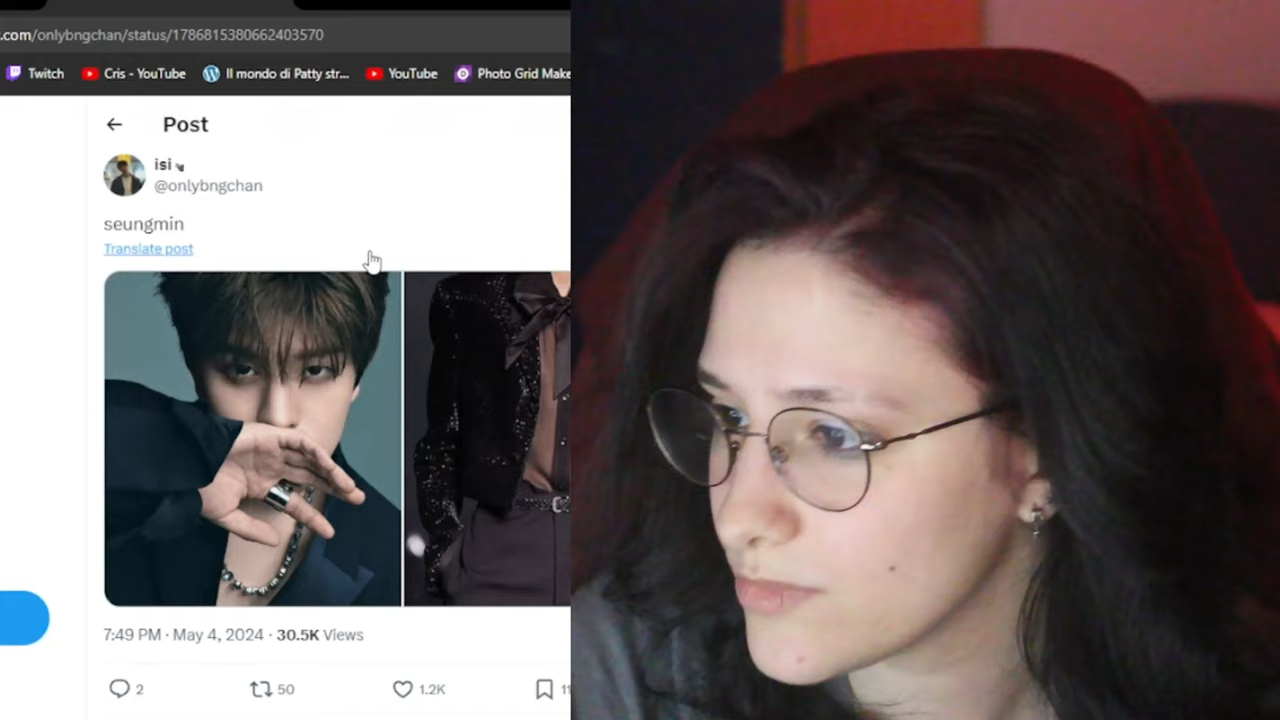 .com/onlybngchan/status/1786815380662403570
Twitch Cris - YouTube Il mondo di Patty str... YouTube Photo Grid Make
Post
isi
@onlybngchan
seungmin
Translate post
7:49 PM · May 4, 2024 · 30.5K Views
2 50 1.2K 11